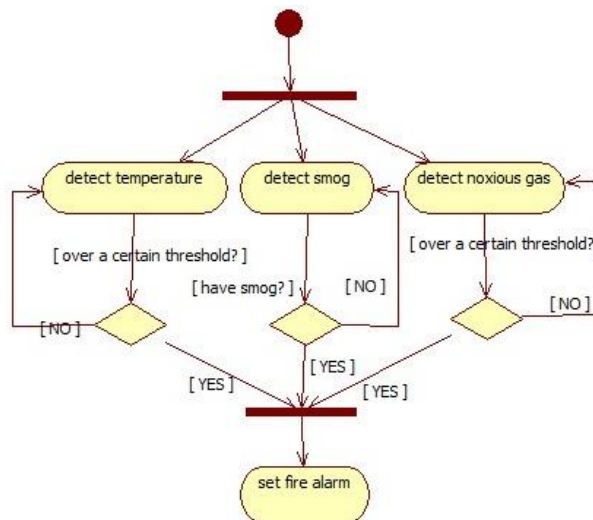 detect temperature
detect smog
detect noxious gas
[ over a certain threshold? ]
[ over a certain threshold?
[ have smog? ]
[ NO ]
[ NO ]
[ NO ]
[ YES ]
[ YES ]
[ YES ]
set fire alarm